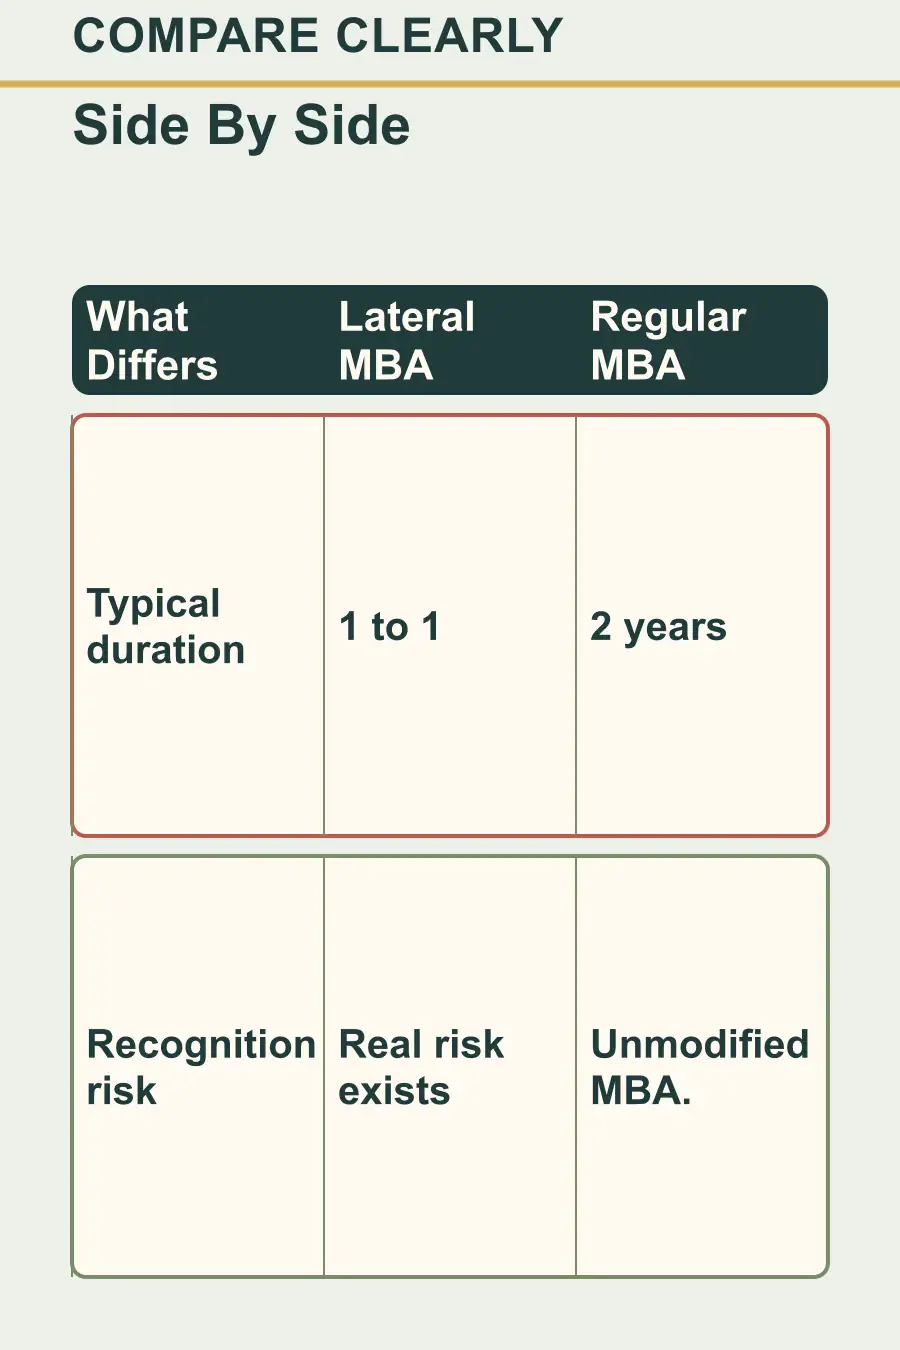 COMPARE CLEARLY
Side By Side
What
Differs
Lateral
MBA
Regular
MBA
Typical
duration
1 to 1
2 years
Recognition
risk
Real risk
exists
Unmodified
MBA.